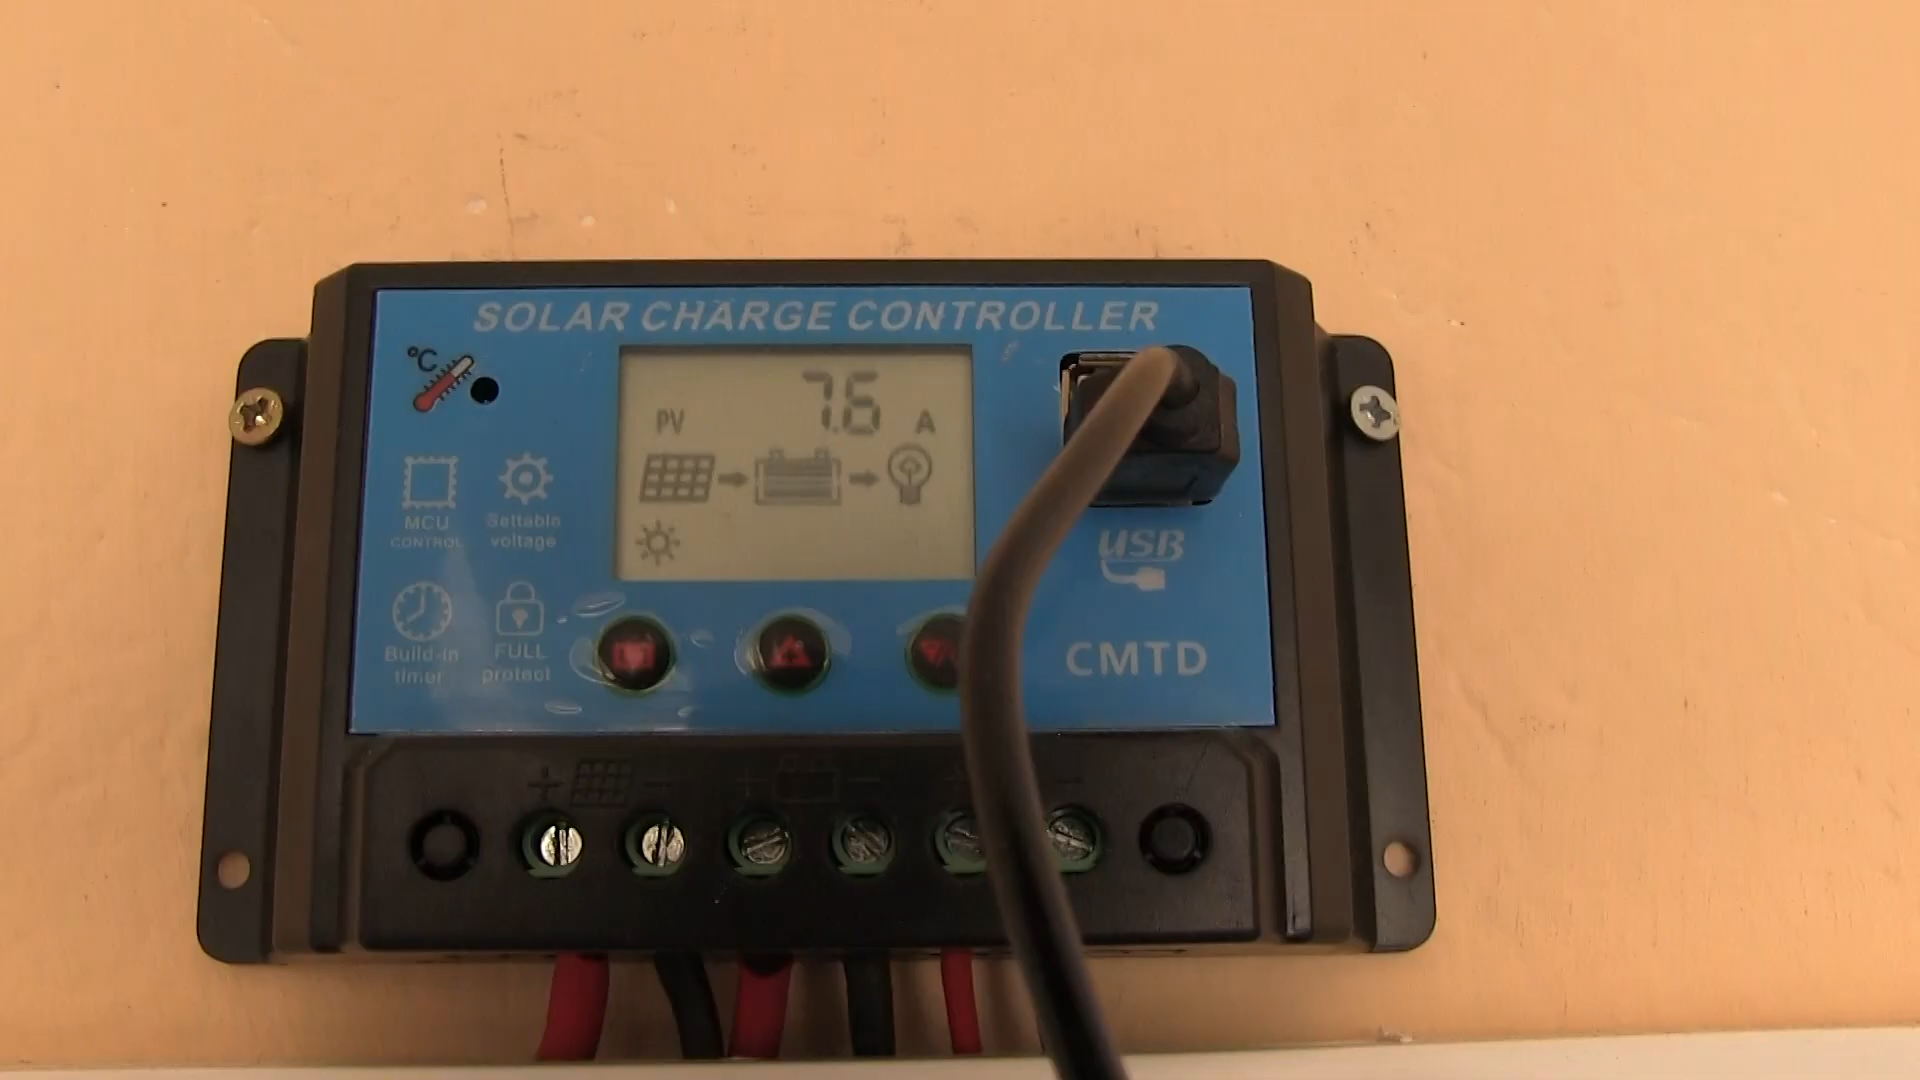 SOLAR CHARGE CONTROLLER
°C
7.6
PV
A
MCU
CONTROL
Settable
voltage
USB
Build-in
timer
FULL
protect
CMTD
+ -
+ -
-